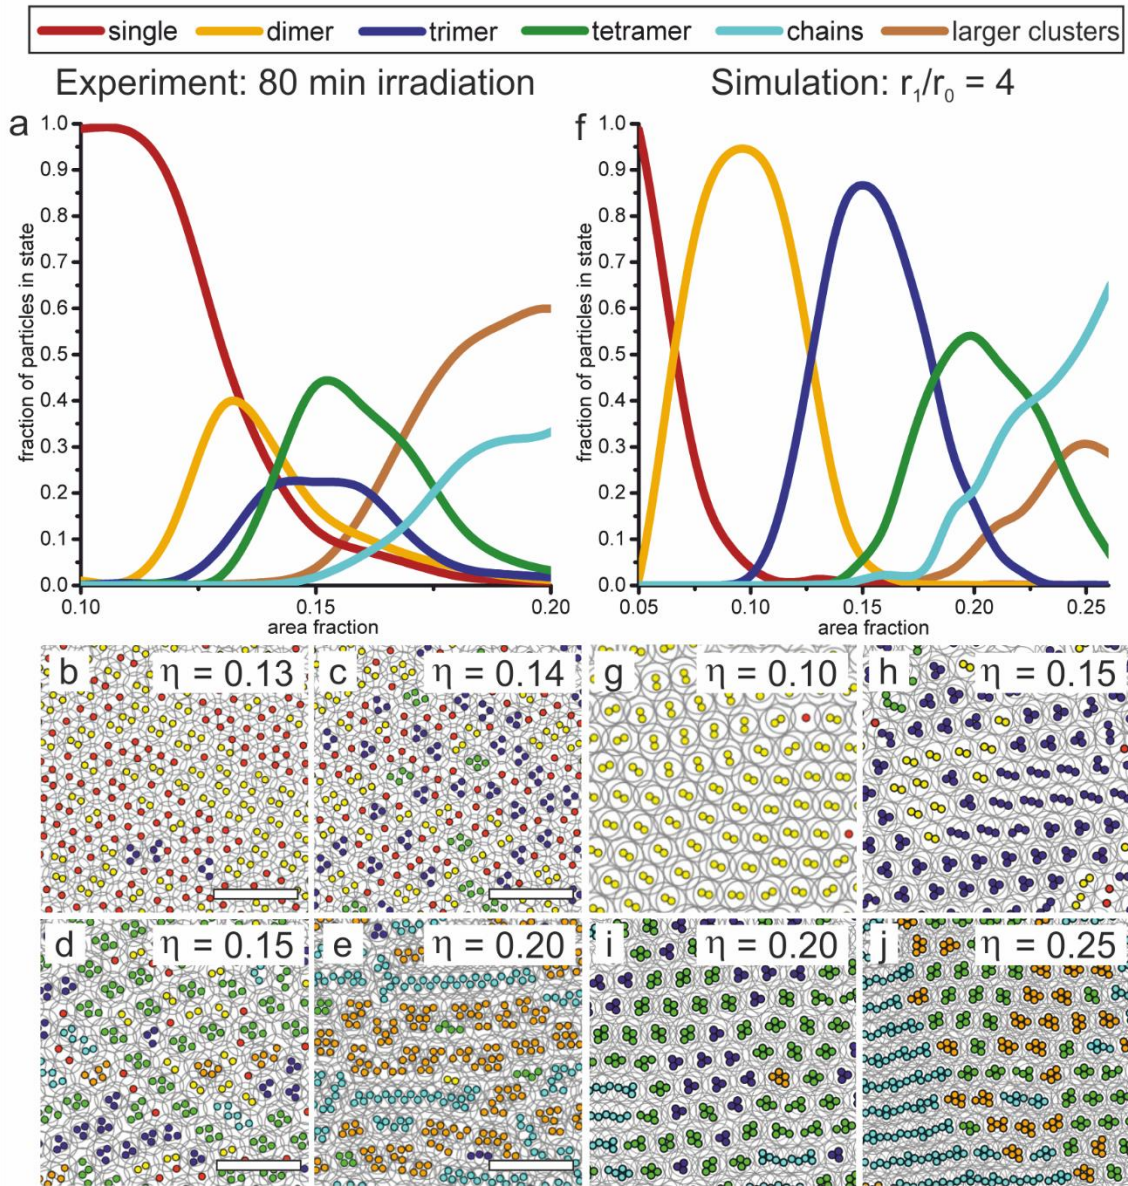 single dimer trimer tetramer chains larger clusters
Experiment: 80 min irradiation
Simulation: r₁/r₀ = 4
a
fraction of particles in state
1.0
0.9
0.8
0.7
0.6
0.5
0.4
0.3
0.2
0.1
0.0
0.10
0.15
0.20
area fraction
f
fraction of particles in state
1.0
0.9
0.8
0.7
0.6
0.5
0.4
0.3
0.2
0.1
0.0
0.05
0.10
0.15
0.20
0.25
area fraction
b η = 0.13
c η = 0.14
g η = 0.10
h η = 0.15
d η = 0.15
e η = 0.20
i η = 0.20
j η = 0.25